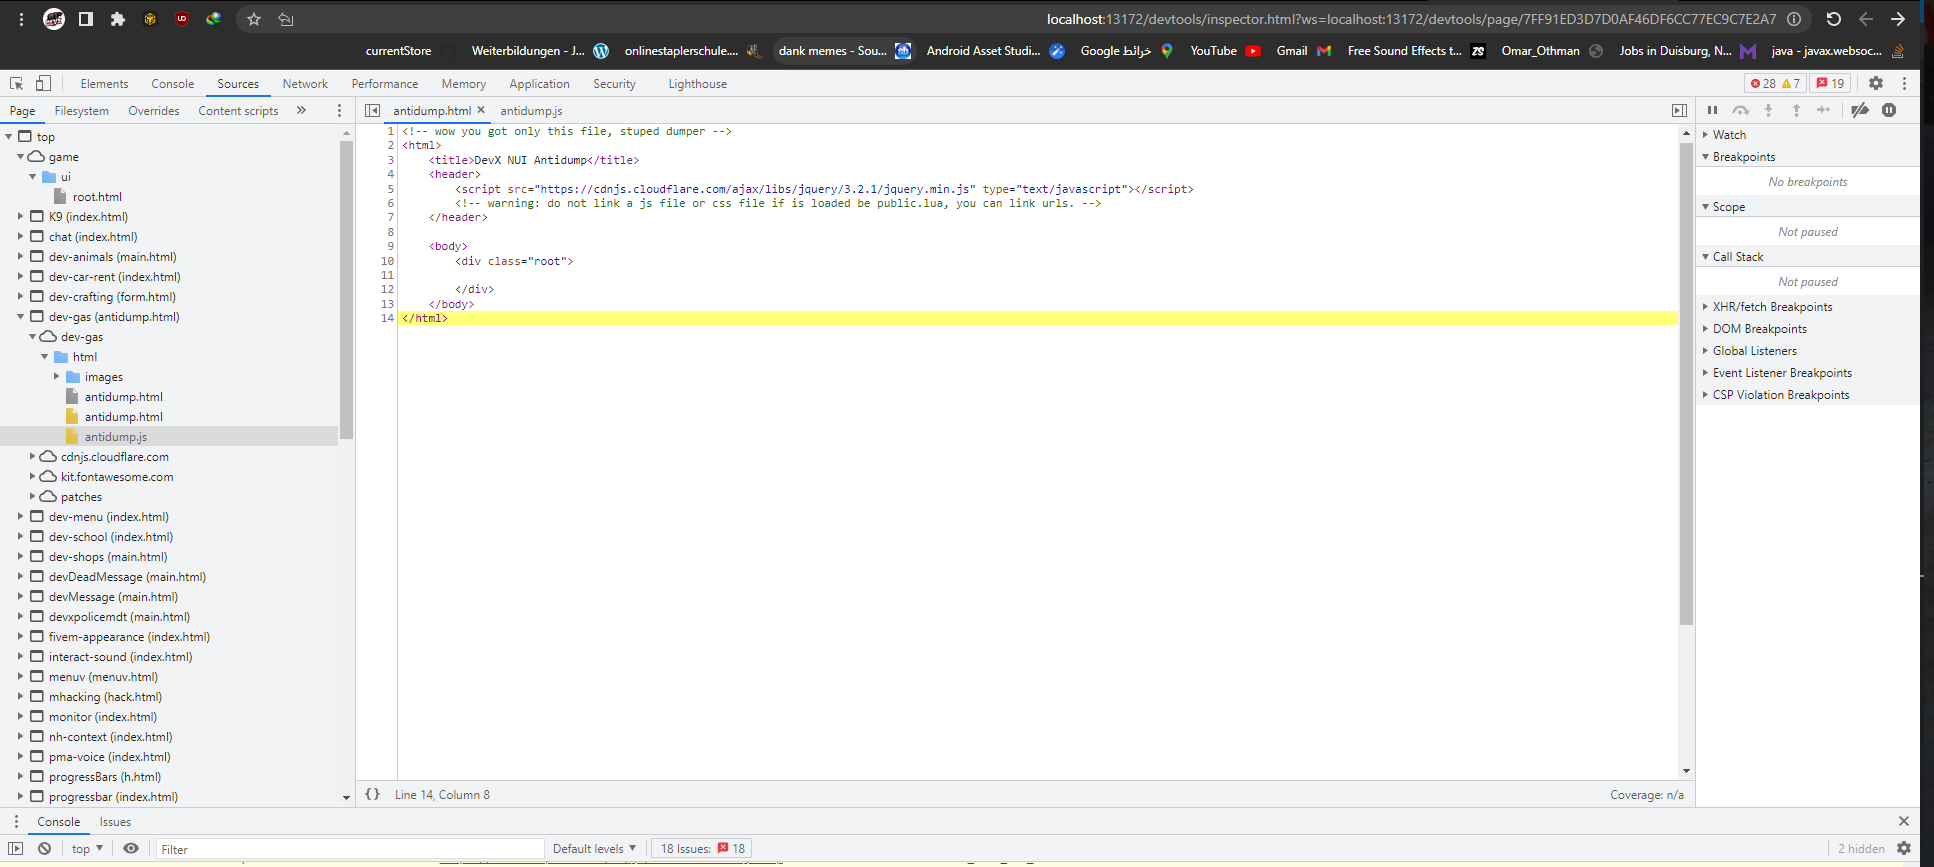 localhost:13172/devtools/inspector.html?ws=localhost:13172/devtools/page/7FF91ED3D7D0AF46DF6CC77EC9C7E2A7
currentStore Weiterbildungen - J... onlinestaplerschule.... dank memes - Sou... Android Asset Studi... Google خرائط YouTube Gmail Free Sound Effects t... Omar_Othman Jobs in Duisburg, N... java - javax.websoc...
Elements Console Sources Network Performance Memory Application Security Lighthouse 28 7 19
Page Filesystem Overrides Content scripts » antidump.html × antidump.js
top
game
ui
root.html
K9 (index.html)
chat (index.html)
dev-animals (main.html)
dev-car-rent (index.html)
dev-crafting (form.html)
dev-gas (antidump.html)
dev-gas
html
images
antidump.html
antidump.html
antidump.js
cdnjs.cloudflare.com
kit.fontawesome.com
patches
dev-menu (index.html)
dev-school (index.html)
dev-shops (main.html)
devDeadMessage (main.html)
devMessage (main.html)
devxpolicemdt (main.html)
fivem-appearance (index.html)
interact-sound (index.html)
menuv (menuv.html)
mhacking (hack.html)
monitor (index.html)
nh-context (index.html)
pma-voice (index.html)
progressBars (h.html)
progressbar (index.html)
1 <!-- wow you got only this file, stuped dumper -->
2 <html>
3 <title>DevX NUI Antidump</title>
4 <header>
5 <script src="https://cdnjs.cloudflare.com/ajax/libs/jquery/3.2.1/jquery.min.js" type="text/javascript"></script>
6 <!-- warning: do not link a js file or css file if is loaded be public.lua, you can link urls. -->
7 </header>
8
9 <body>
10 <div class="root">
11
12 </div>
13 </body>
14 </html>
{} Line 14, Column 8 Coverage: n/a
Watch
Breakpoints
No breakpoints
Scope
Not paused
Call Stack
Not paused
XHR/fetch Breakpoints
DOM Breakpoints
Global Listeners
Event Listener Breakpoints
CSP Violation Breakpoints
Console Issues
top Filter Default levels 18 Issues: 18 2 hidden